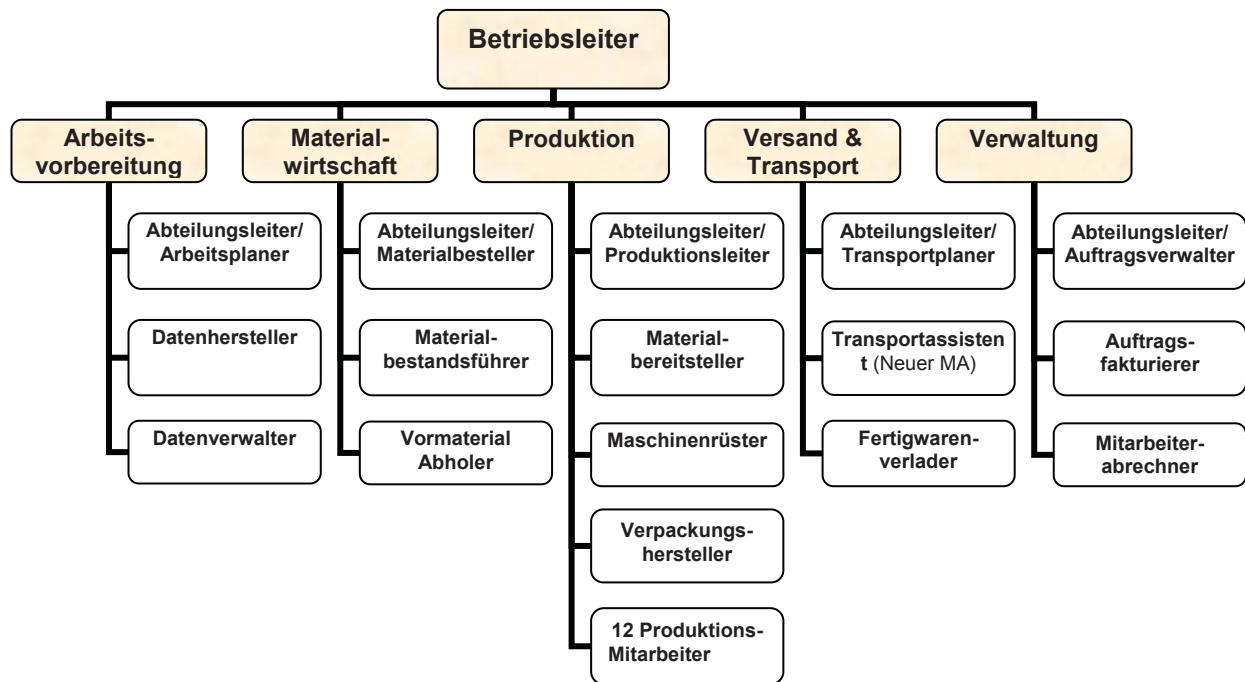 Betriebsleiter
Arbeits-
vorbereitung
Material-
wirtschaft
Produktion
Versand &
Transport
Verwaltung
Abteilungsleiter/
Arbeitsplaner
Abteilungsleiter/
Materialbesteller
Abteilungsleiter/
Produktionsleiter
Abteilungsleiter/
Transportplaner
Abteilungsleiter/
Auftragsverwalter
Datenhersteller
Material-
bestandsführer
Material-
bereitsteller
Transportassisten
t (Neuer MA)
Auftrags-
fakturierer
Datenverwalter
Vormaterial
Abholer
Maschinenrüster
Fertigwaren-
verlader
Mitarbeiter-
abrechner
Verpackungs-
hersteller
12 Produktions-
Mitarbeiter